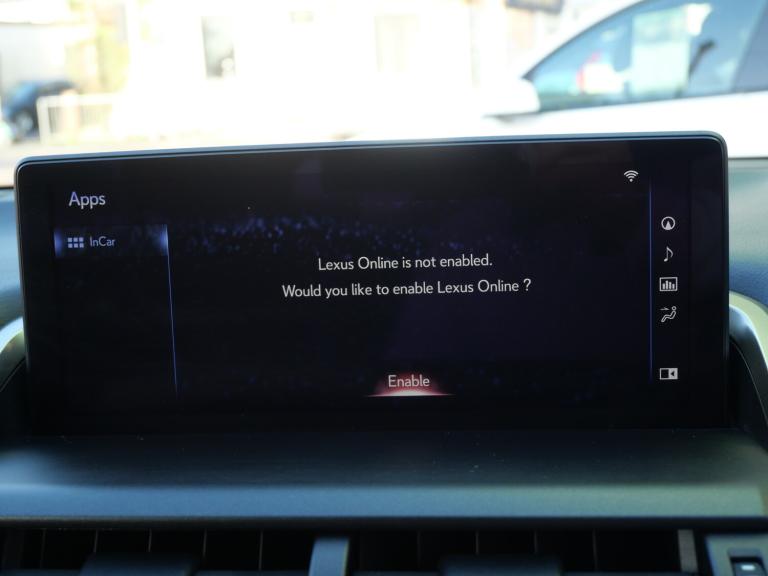 Apps
InCar
Lexus Online is not enabled.
Would you like to enable Lexus Online ?
Enable